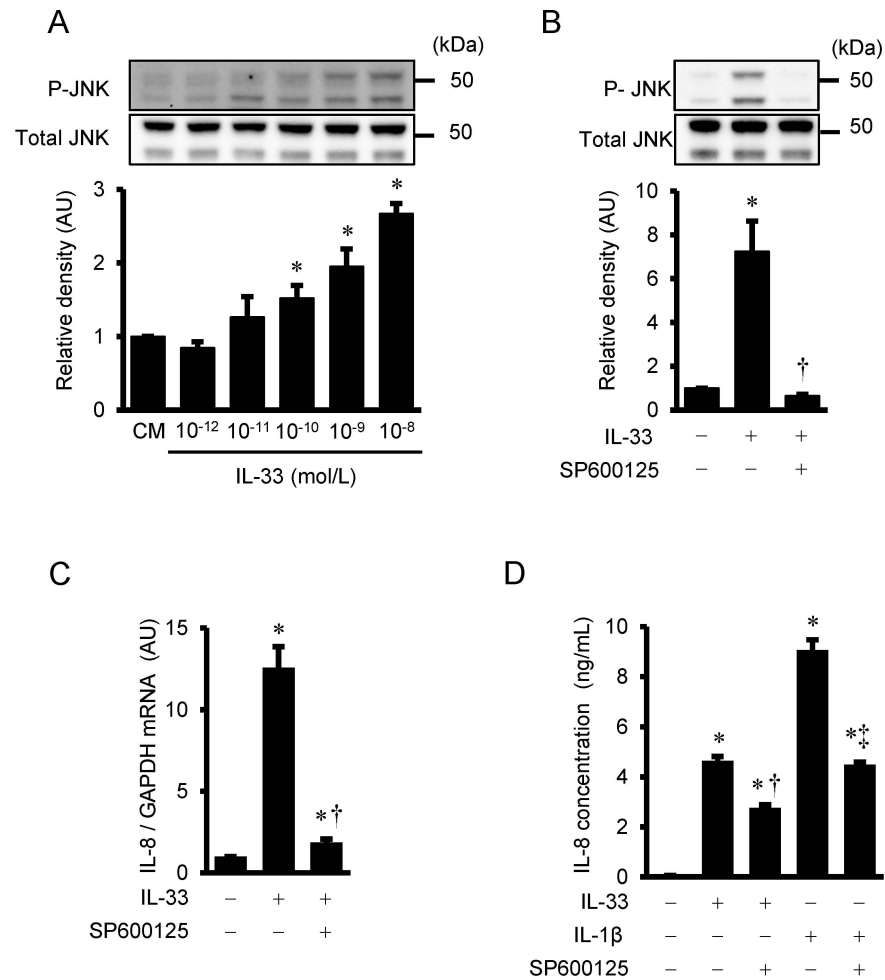 A
(kDa)
P-JNK
50
Total JNK
50
Relative density (AU)
3
2
1
0
*
*
*
CM 10⁻¹² 10⁻¹¹ 10⁻¹⁰ 10⁻⁹ 10⁻⁸
IL-33 (mol/L)
B
(kDa)
P- JNK
50
Total JNK
50
Relative density (AU)
10
8
6
4
2
0
*
†
IL-33 − + +
SP600125 − − +
C
IL-8 / GAPDH mRNA (AU)
15
10
5
0
*
*†
IL-33 − + +
SP600125 − − +
D
IL-8 concentration (ng/mL)
10
8
6
4
2
0
*
*†
*
*‡
IL-33 − + + − −
IL-1β − − − + +
SP600125 − − + − +